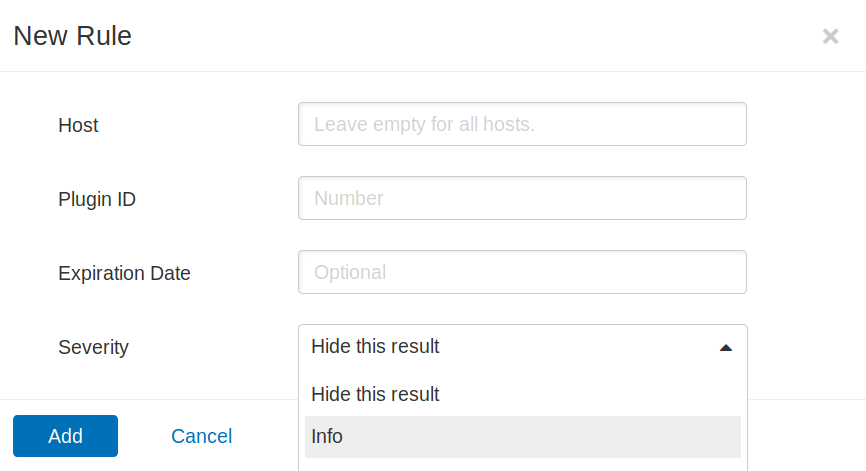 New Rule
Host
Leave empty for all hosts.
Plugin ID
Number
Expiration Date
Optional
Severity
Hide this result
Hide this result
Info
Add
Cancel